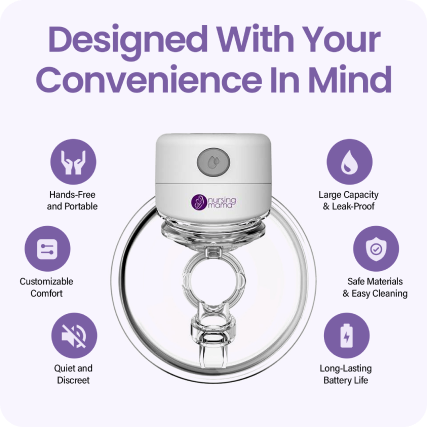 Designed With Your
Convenience In Mind
Hands-Free
and Portable
Large Capacity
& Leak-Proof
nursing
mama
Customizable
Comfort
Safe Materials
& Easy Cleaning
Quiet and
Discreet
Long-Lasting
Battery Life